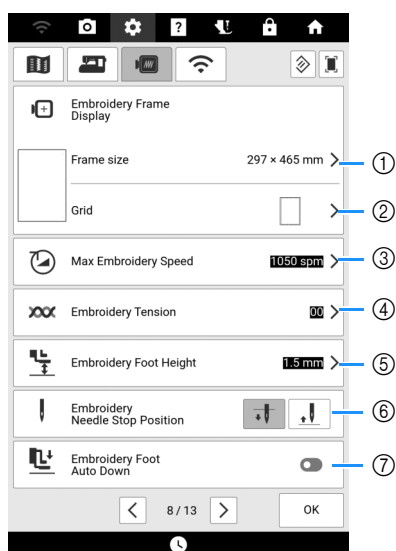 ?
Embroidery Frame
Display
Frame size 297 × 465 mm ①
Grid ②
Max Embroidery Speed 1050 spm ③
Embroidery Tension 00 ④
Embroidery Foot Height 1.5 mm ⑤
Embroidery
Needle Stop Position ⑥
Embroidery Foot
Auto Down ⑦
8 / 13 OK